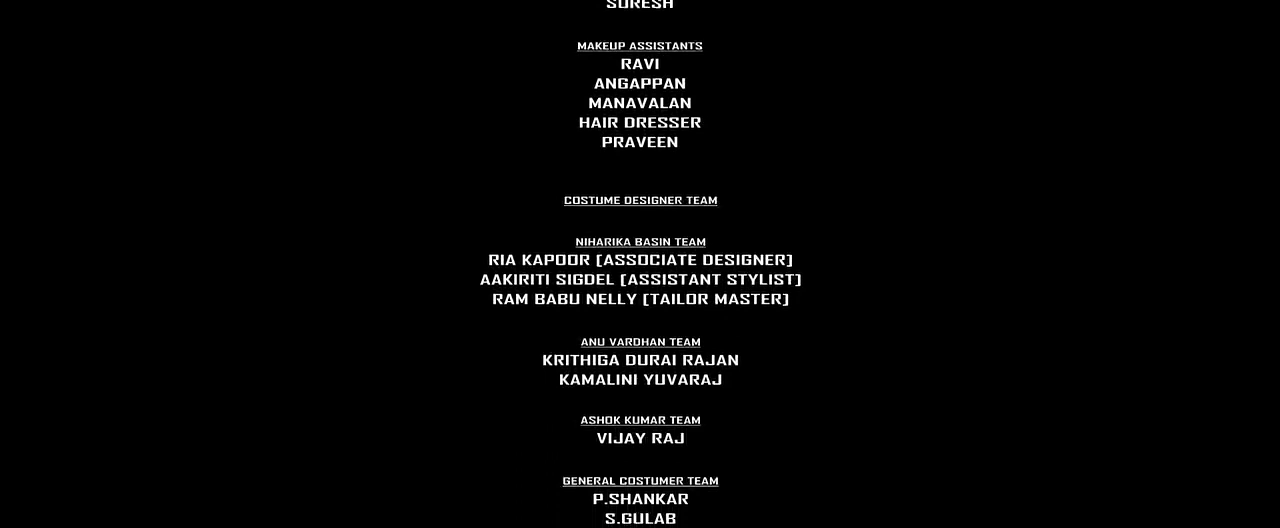 SURESH
MAKEUP ASSISTANTS
RAVI
ANGAPPAN
MANAVALAN
HAIR DRESSER
PRAVEEN
COSTUME DESIGNER TEAM
NIHARIKA BASIN TEAM
RIA KAPOOR [ASSOCIATE DESIGNER]
AAKIRITI SIGDEL [ASSISTANT STYLIST]
RAM BABU NELLY [TAILOR MASTER]
ANU VARDHAN TEAM
KRITHIGA DURAI RAJAN
KAMALINI YUVARAJ
ASHOK KUMAR TEAM
VIJAY RAJ
GENERAL COSTUMER TEAM
P.SHANKAR
S.GULAB